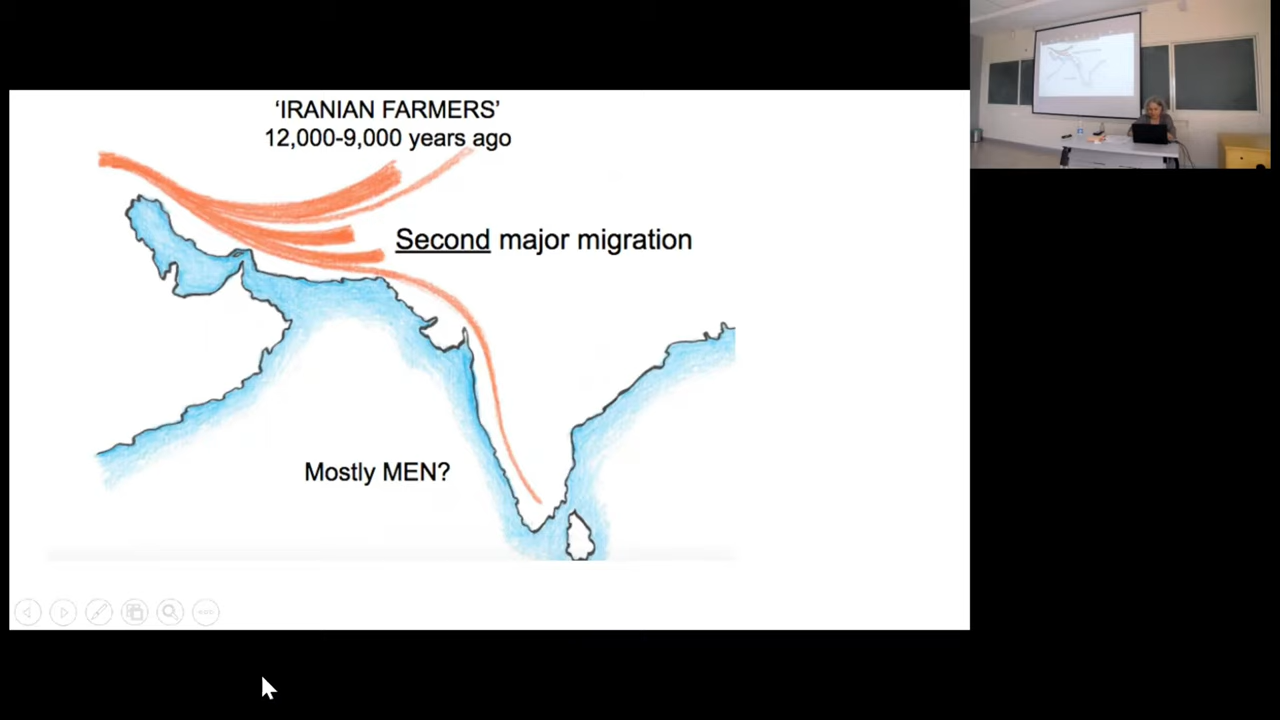 ‘IRANIAN FARMERS’
12,000-9,000 years ago
Second major migration
Mostly MEN?